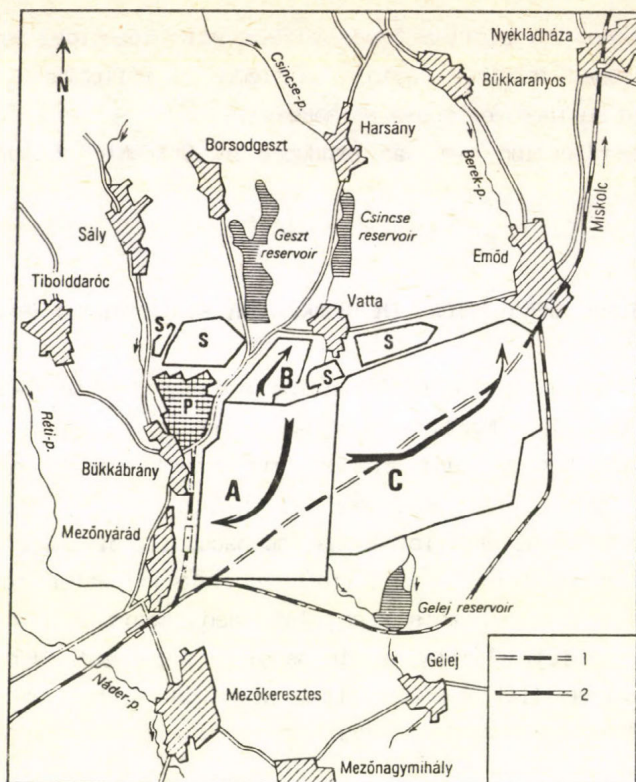 Nyékládháza
Bükkaranyos
Csincse-p.
N
Harsány
Borsodgeszt
Berek-p.
Miskolc
Sály
Geszt
reservoir
Csincse
reservoir
Emőd
Tibolddaróc
Vatta
S
S
S
B
S
P
Réti-p.
A
C
Bükkábrány
Mezőnyárád
Gelej reservoir
1
Gelej
2
Náder-p.
Mezőkeresztes
Mezőnagymihály